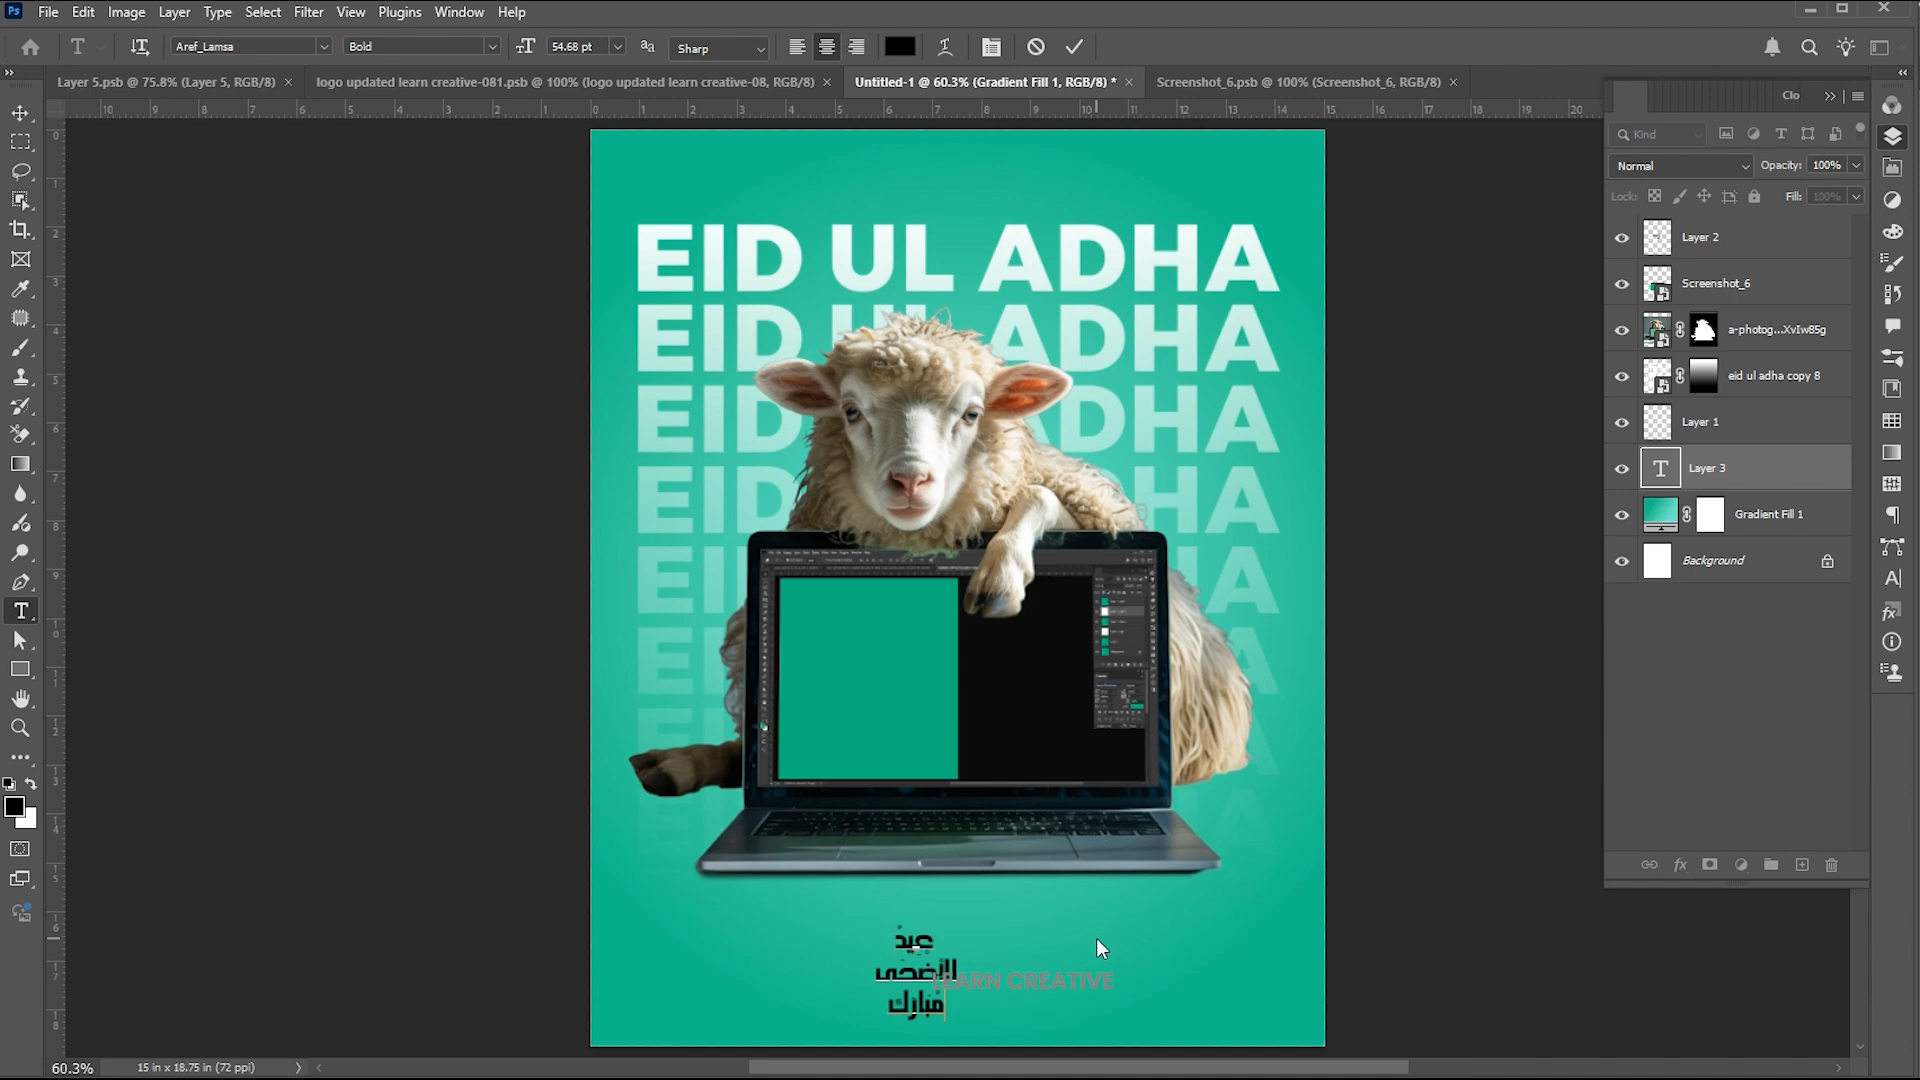 File Edit Image Layer Type Select Filter View Plugins Window Help
Aref_Lamsa Bold 54.68 pt Sharp
Layer 5.psb @ 75.8% (Layer 5, RGB/8) × logo updated learn creative-081.psb @ 100% (logo updated learn creative-08, RGB/8) × Untitled-1 @ 60.3% (Gradient Fill 1, RGB/8) * × Screenshot_6.psb @ 100% (Screenshot_6, RGB/8) ×
Clo
Kind
Normal Opacity: 100%
Lock: Fill: 100%
Layer 2
Screenshot_6
a-photog...XvIw85g
eid ul adha copy 8
Layer 1
Layer 3
Gradient Fill 1
Background
EID UL ADHA
EID UL ADHA
EID ADHA
EID ADHA
EID
عيد
الأضحى
LEARN CREATIVE
مبارك
60.3% 15 in x 18.75 in (72 ppi)